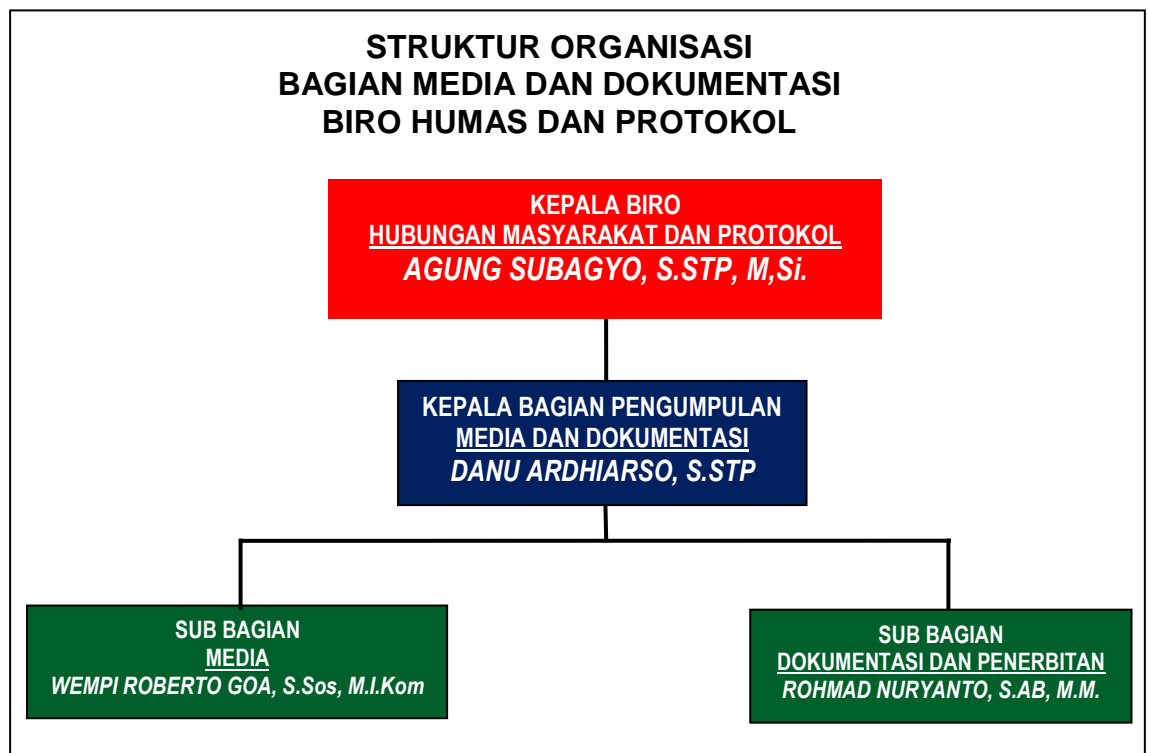 STRUKTUR ORGANISASI
BAGIAN MEDIA DAN DOKUMENTASI
BIRO HUMAS DAN PROTOKOL
KEPALA BIRO
HUBUNGAN MASYARAKAT DAN PROTOKOL
AGUNG SUBAGYO, S.STP, M,Si.
KEPALA BAGIAN PENGUMPULAN
MEDIA DAN DOKUMENTASI
DANU ARDHIARSO, S.STP
SUB BAGIAN
MEDIA
WEMPI ROBERTO GOA, S.Sos, M.I.Kom
SUB BAGIAN
DOKUMENTASI DAN PENERBITAN
ROHMAD NURYANTO, S.AB, M.M.